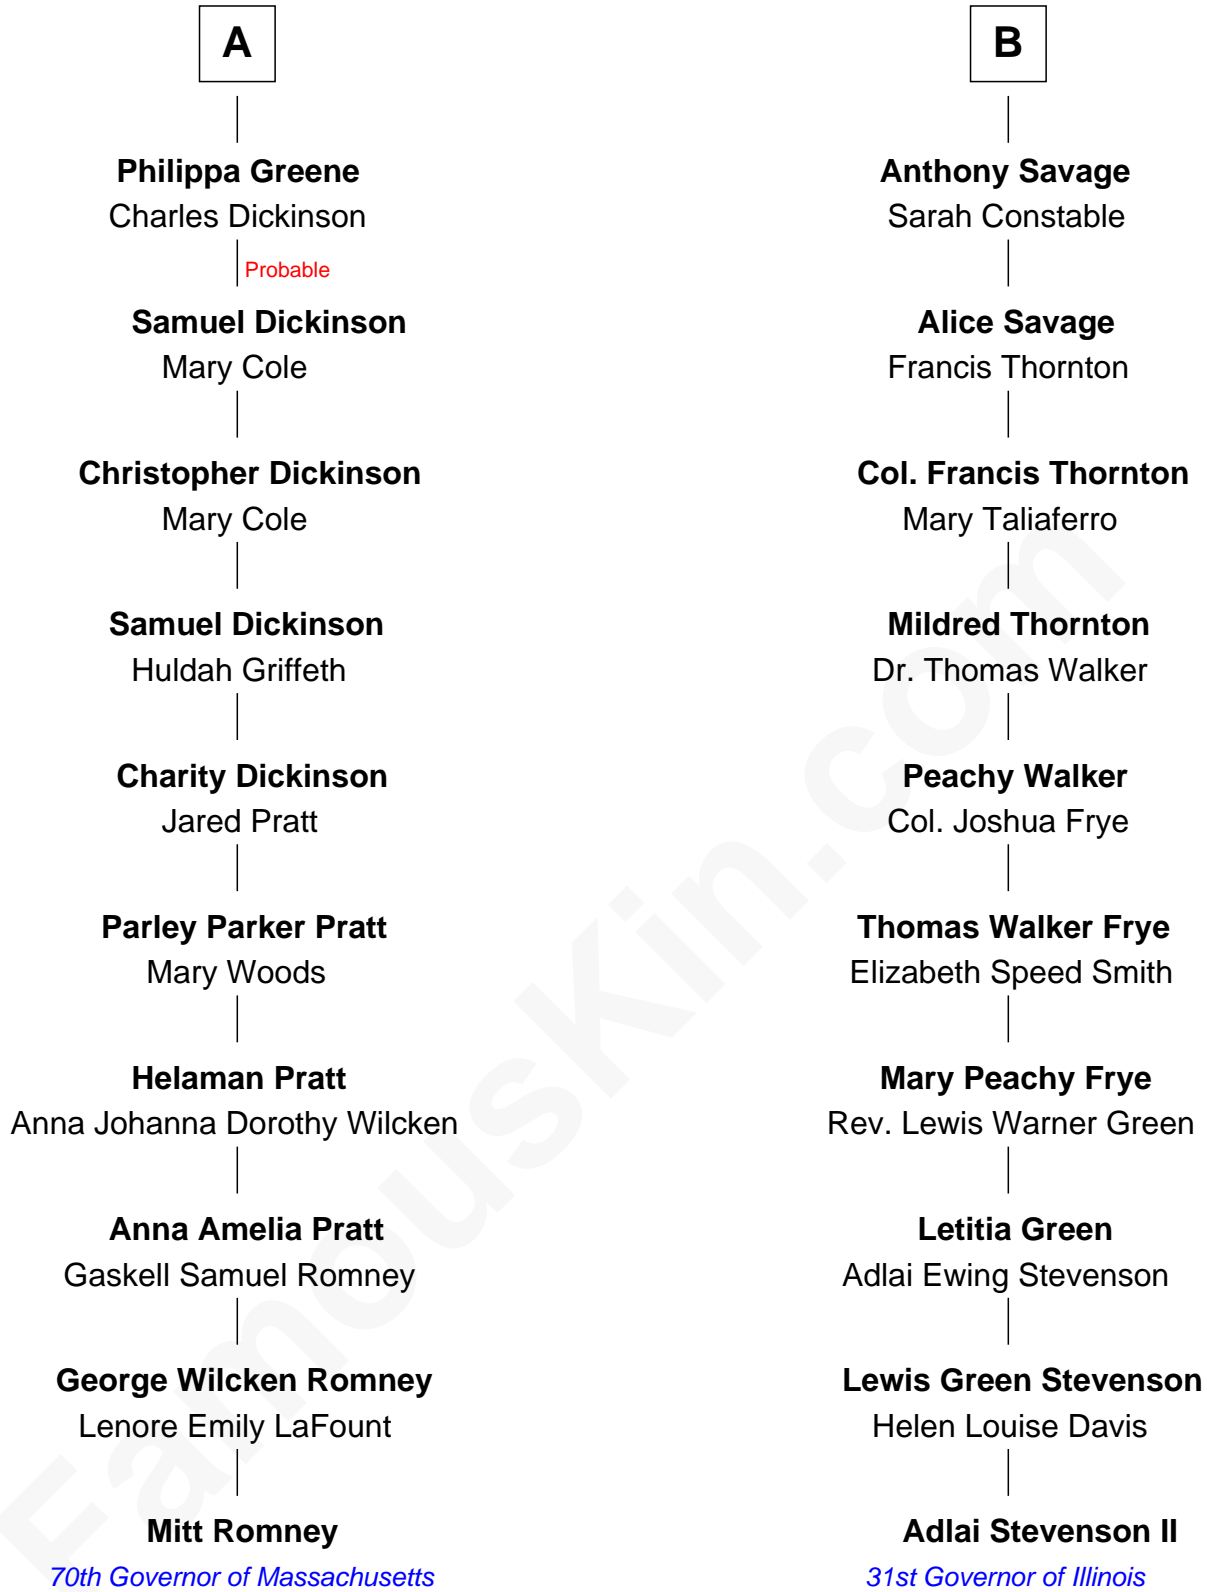 A
Philippa Greene
Charles Dickinson
Probable
Samuel Dickinson
Mary Cole
Christopher Dickinson
Mary Cole
Samuel Dickinson
Huldah Griffeth
Charity Dickinson
Jared Pratt
Parley Parker Pratt
Mary Woods
Helaman Pratt
Anna Johanna Dorothy Wilcken
Anna Amelia Pratt
Gaskell Samuel Romney
George Wilcken Romney
Lenore Emily LaFount
Mitt Romney
70th Governor of Massachusetts
B
Anthony Savage
Sarah Constable
Alice Savage
Francis Thornton
Col. Francis Thornton
Mary Taliaferro
Mildred Thornton
Dr. Thomas Walker
Peachy Walker
Col. Joshua Frye
Thomas Walker Frye
Elizabeth Speed Smith
Mary Peachy Frye
Rev. Lewis Warner Green
Letitia Green
Adlai Ewing Stevenson
Lewis Green Stevenson
Helen Louise Davis
Adlai Stevenson II
31st Governor of Illinois
FamousKin.com